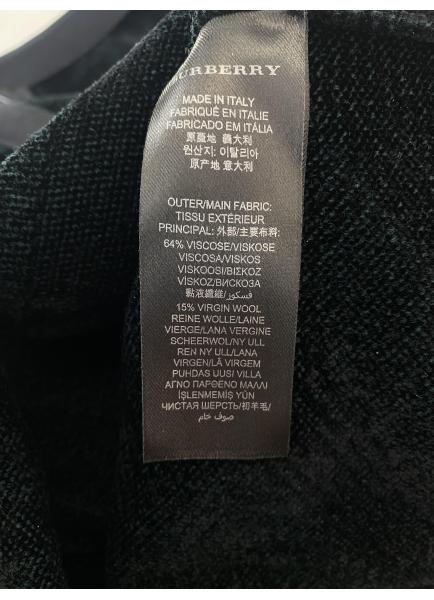 URBERRY
MADE IN ITALY
FABRIQUÉ EN ITALIE
FABRICADO EM ITÁLIA
原產地 義大利
원산지: 이탈리아
原产地 意大利
OUTER/MAIN FABRIC:
TISSU EXTÉRIEUR
PRINCIPAL: 外部/主要布料:
64% VISCOSE/VISKOSE
VISCOSA/VISKOS
VISKOOSI/ΒΙΣΚΟΖ
VİSKOZ/ВИСКОЗА
黏液纖維/فسكوز
15% VIRGIN WOOL
REINE WOLLE/LAINE
VIERGE/LANA VERGINE
SCHEERWOL/NY ULL
REN NY ULL/LANA
VIRGEN/LÃ VIRGEM
PUHDAS UUSI VILLA
ΑΓΝΟ ΠΑΡΘΕΝΟ ΜΑΛΛΙ
İŞLENMEMİŞ YÜN
ЧИСТАЯ ШЕРСТЬ/初羊毛/
صوف خام